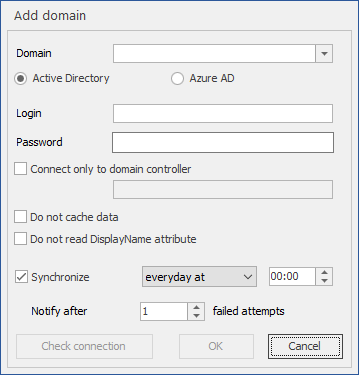 Add domain
Domain
Active Directory Azure AD
Login
Password
Connect only to domain controller
Do not cache data
Do not read DisplayName attribute
Synchronize everyday at 00:00
Notify after 1 failed attempts
Check connection OK Cancel